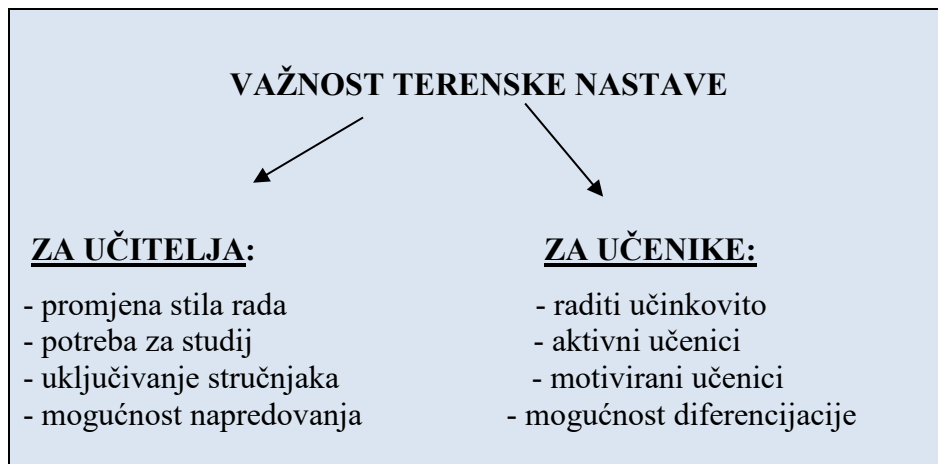 VAŽNOST TERENSKE NASTAVE
ZA UČITELJA:
- promjena stila rada
- potreba za studij
- uključivanje stručnjaka
- mogućnost napredovanja
ZA UČENIKE:
- raditi učinkovito
- aktivni učenici
- motivirani učenici
- mogućnost diferencijacije